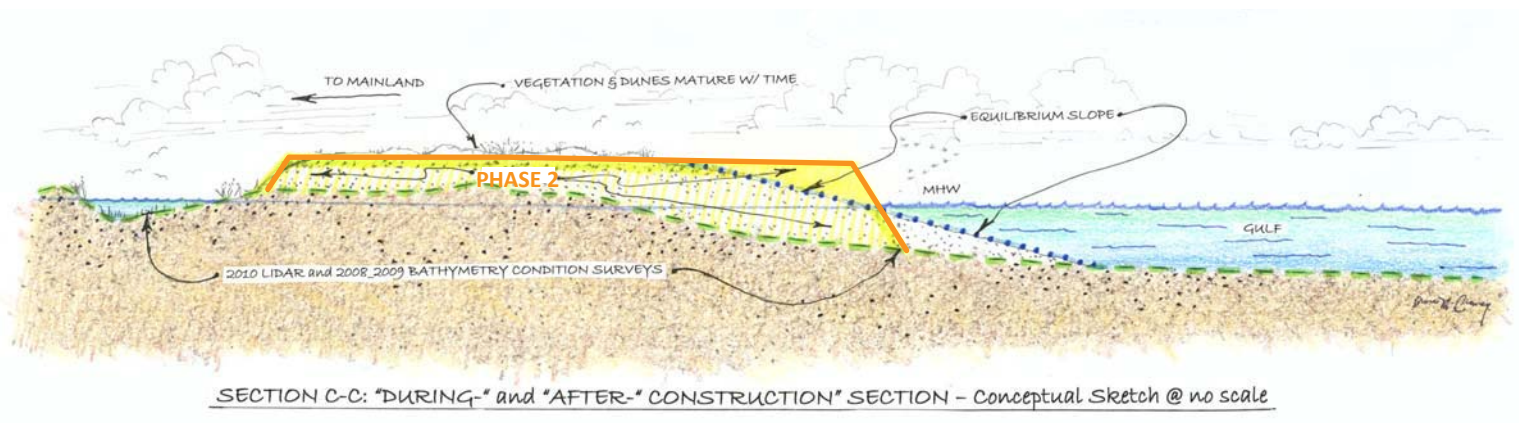 TO MAINLAND
VEGETATION & DUNES MATURE W/ TIME
EQUILIBRIUM SLOPE
PHASE 2
MHW
GULF
2010 LIDAR and 2008_2009 BATHYMETRY CONDITION SURVEYS
SECTION C-C: "DURING-" and "AFTER-" CONSTRUCTION" SECTION – Conceptual Sketch @ no scale